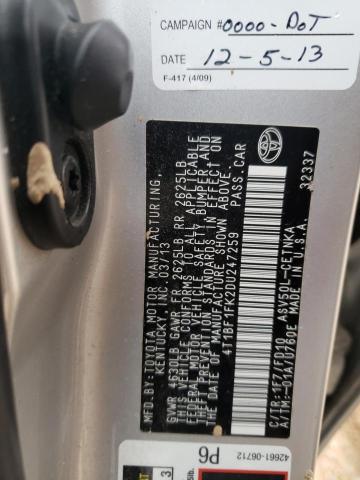 CAMPAIGN # 0000-DOT
DATE 12-5-13
F-417 (4/09)
MFD.BY: TOYOTA MOTOR MANUFACTURING,
KENTUCKY, INC. 03/13
GVWR 4630LB GAWR FR 2625LB RR 2625LB
THIS VEHICLE CONFORMS TO ALL APPLICABLE
FEDERAL MOTOR VEHICLE SAFETY, BUMPER, AND
THEFT PREVENTION STANDARDS IN EFFECT ON
THE DATE OF MANUFACTURE SHOWN ABOVE.
4T1BF1FK2DU247259 PASS.CAR
C/TR: 1F7/FD10 ASV50L-CETNKA
A/TM: -01A/U760E MADE IN U.S.A.
32337
42661-06712
P6
3